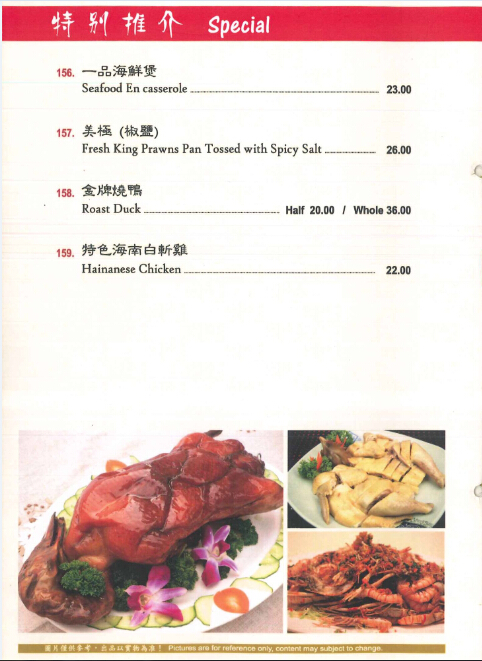 特别推介 Special
156. 一品海鮮煲
Seafood En casserole 23.00
157. 美極 (椒鹽)
Fresh King Prawns Pan Tossed with Spicy Salt 26.00
158. 金牌燒鴨
Roast Duck Half 20.00 / Whole 36.00
159. 特色海南白斬雞
Hainanese Chicken 22.00
圖片僅供參考，出品以實物為准！ Pictures are for reference only, content may subject to change.